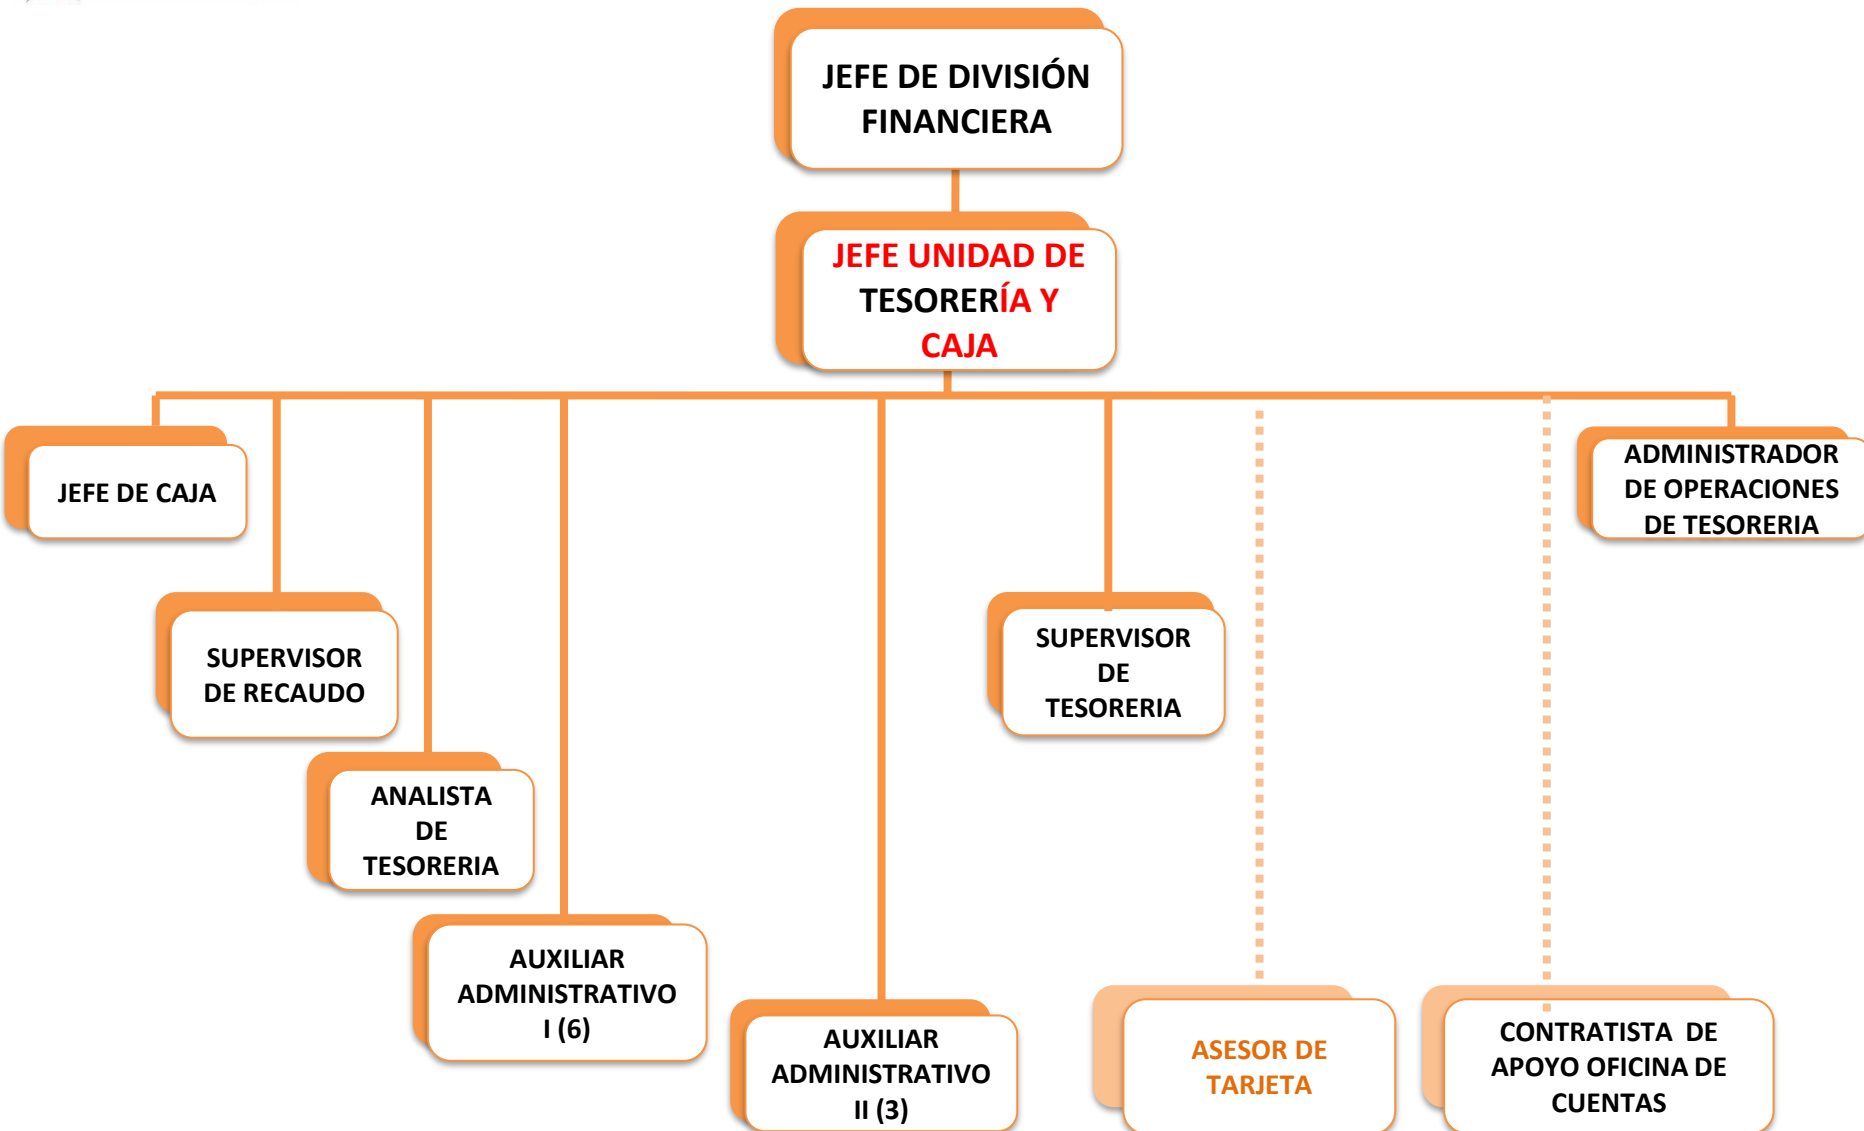 JEFE DE DIVISIÓN
FINANCIERA
JEFE UNIDAD DE
TESORERÍA Y
CAJA
JEFE DE CAJA
ADMINISTRADOR
DE OPERACIONES
DE TESORERIA
SUPERVISOR
DE RECAUDO
SUPERVISOR
DE
TESORERIA
ANALISTA
DE
TESORERIA
AUXILIAR
ADMINISTRATIVO
I (6)
AUXILIAR
ADMINISTRATIVO
II (3)
ASESOR DE
TARJETA
CONTRATISTA DE
APOYO OFICINA DE
CUENTAS